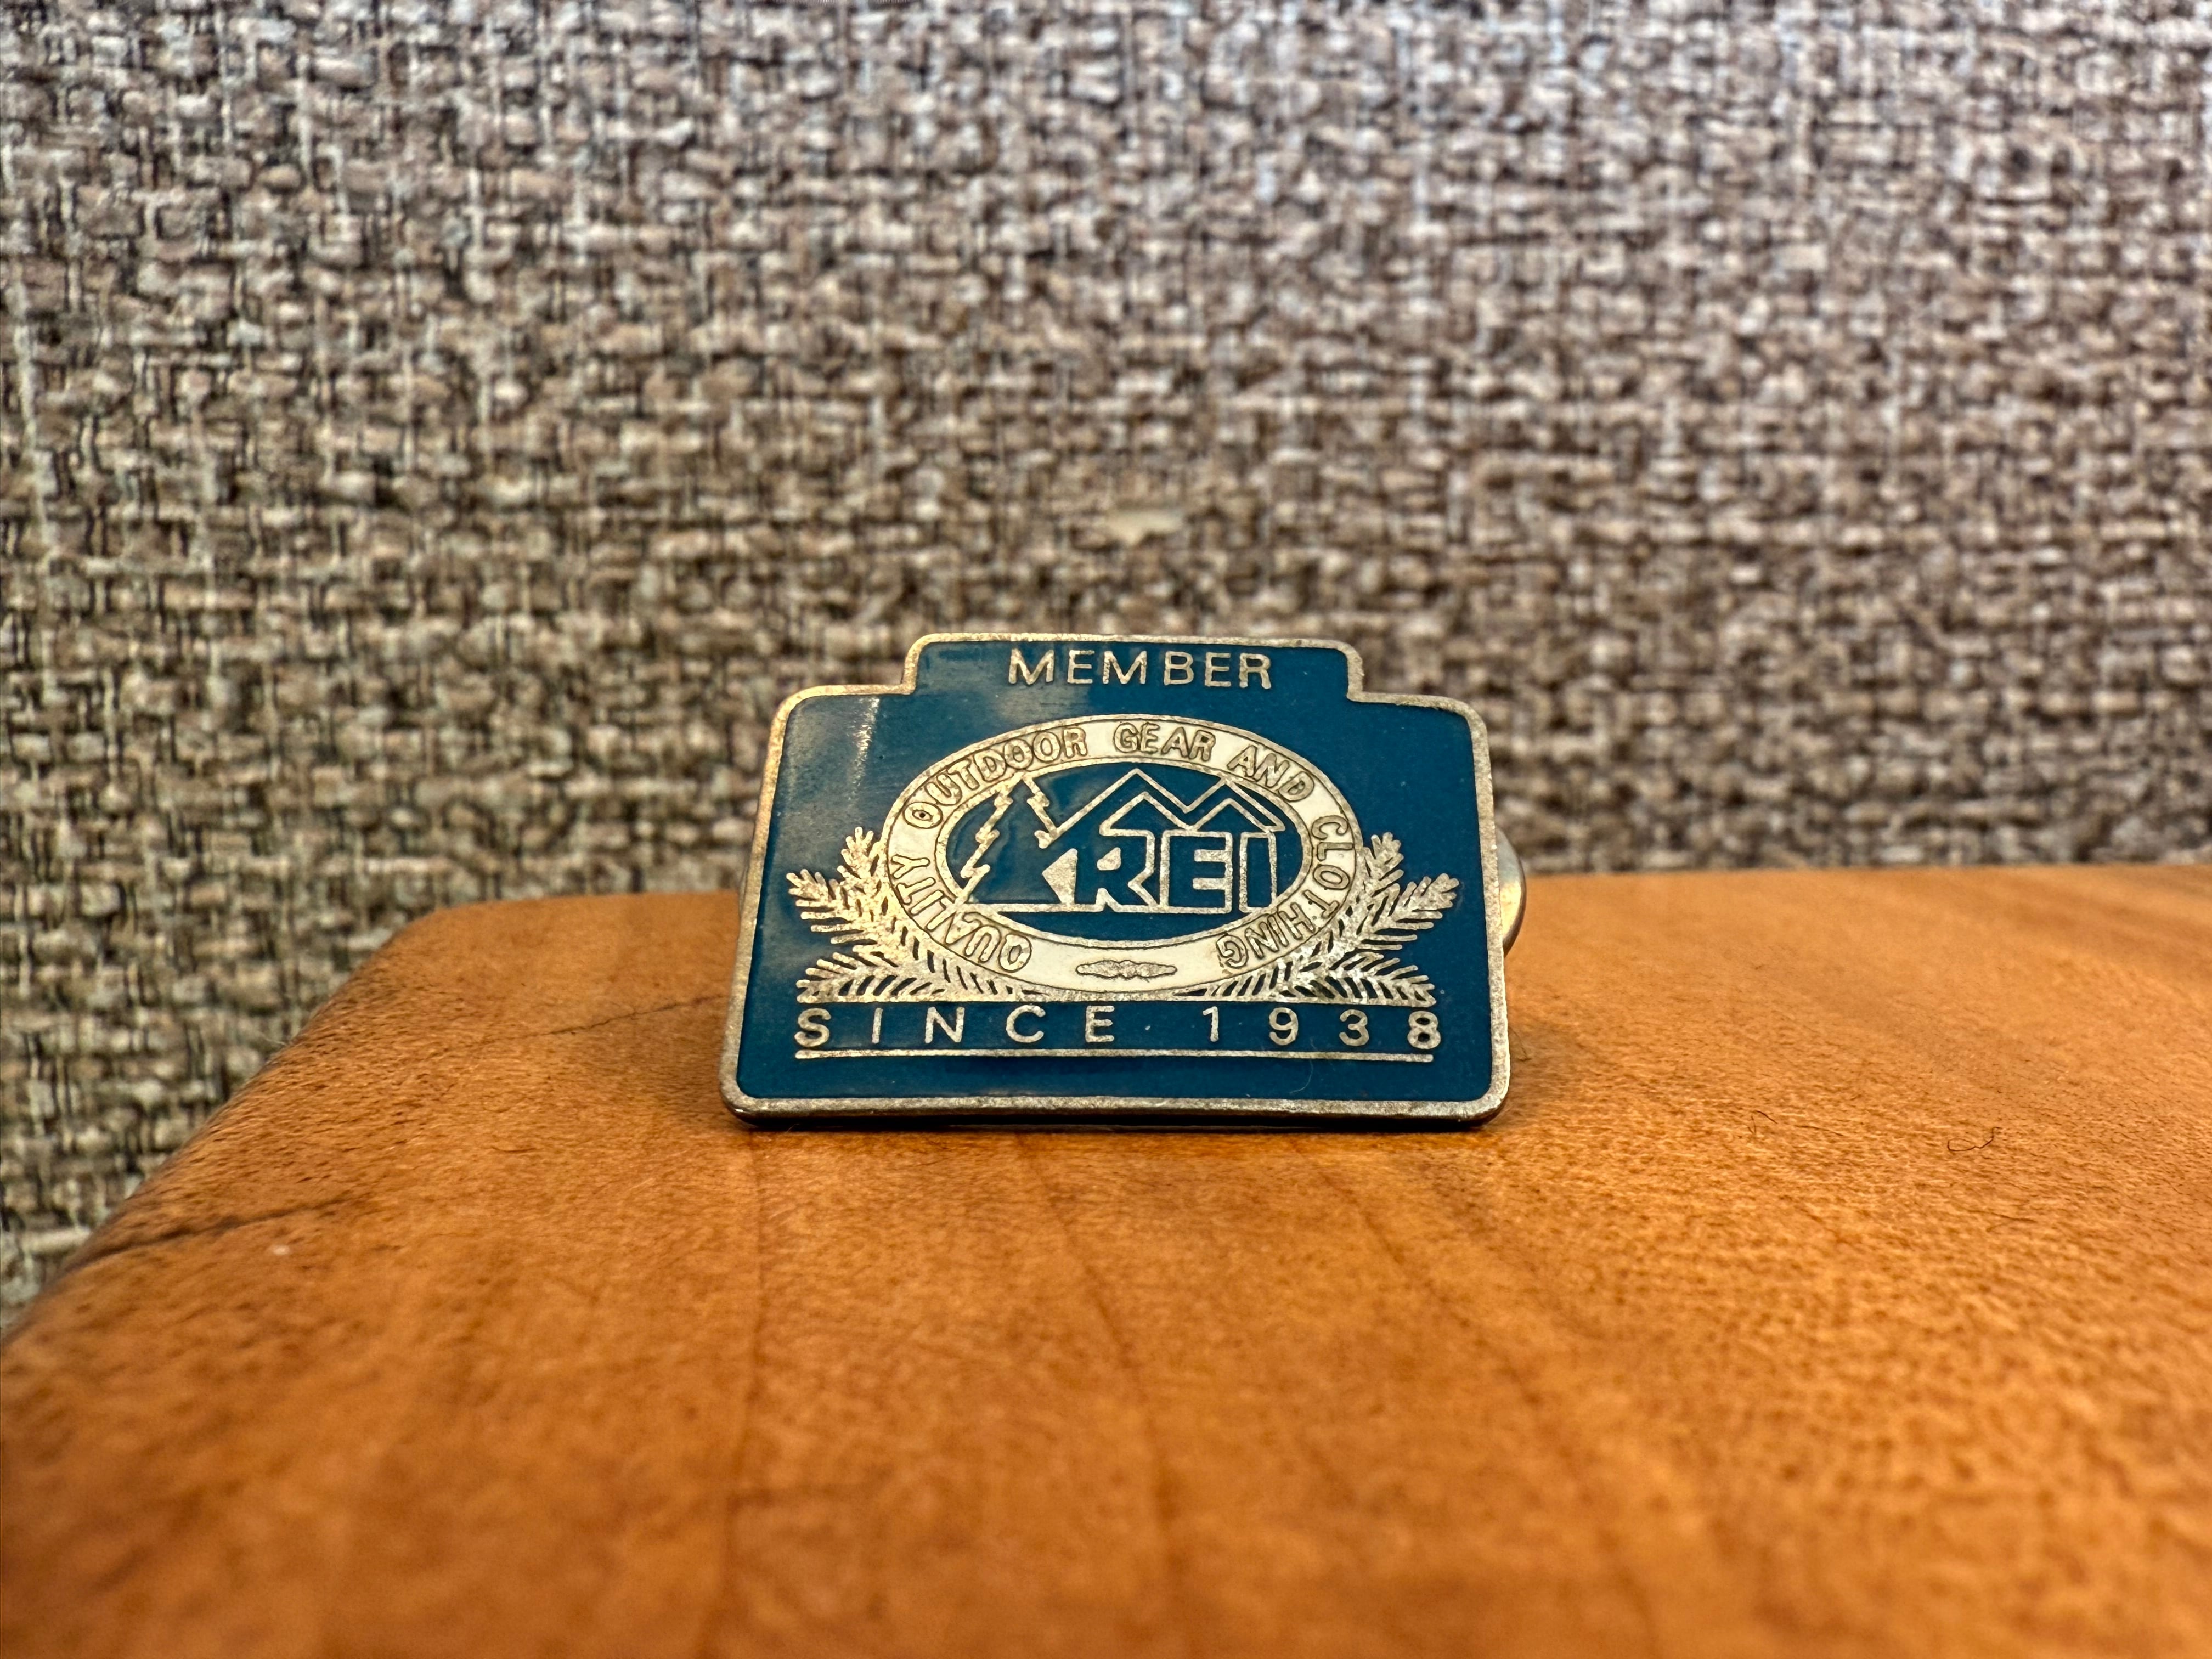 MEMBER
QUALITY OUTDOOR GEAR AND CLOTHING
REI
SINCE 1938